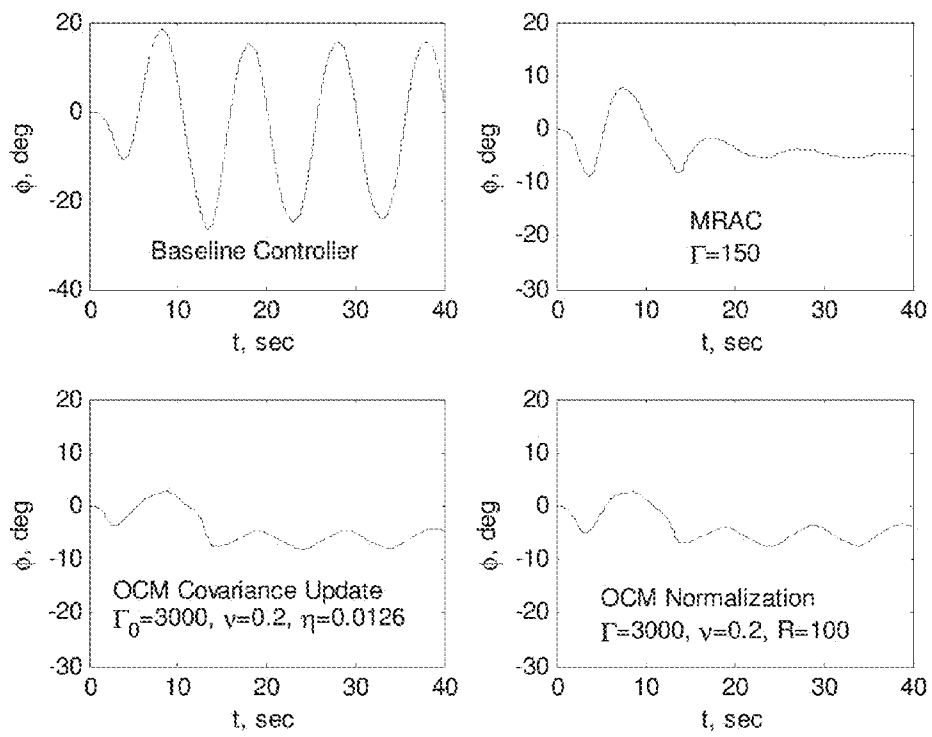 20
0
-20
-40
ϕ, deg
Baseline Controller
0 10 20 30 40
t, sec
20
10
0
-10
-20
-30
ϕ, deg
MRAC
Γ=150
0 10 20 30 40
t, sec
20
10
0
-10
-20
-30
ϕ, deg
OCM Covariance Update
Γ₀=3000, ν=0.2, η=0.0126
0 10 20 30 40
t, sec
20
10
0
-10
-20
-30
ϕ, deg
OCM Normalization
Γ=3000, ν=0.2, R=100
0 10 20 30 40
t, sec